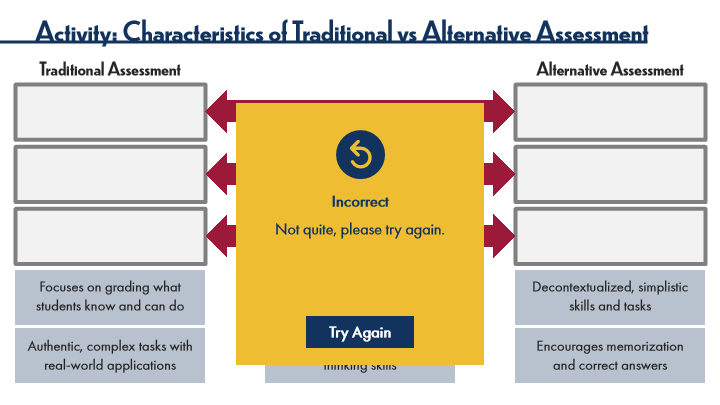 Activity: Characteristics of Traditional vs Alternative Assessment
Traditional Assessment
Alternative Assessment
Incorrect
Not quite, please try again.
Try Again
Focuses on grading what
students know and can do
Decontextualized, simplistic
skills and tasks
Authentic, complex tasks with
real-world applications
thinking skills
Encourages memorization
and correct answers